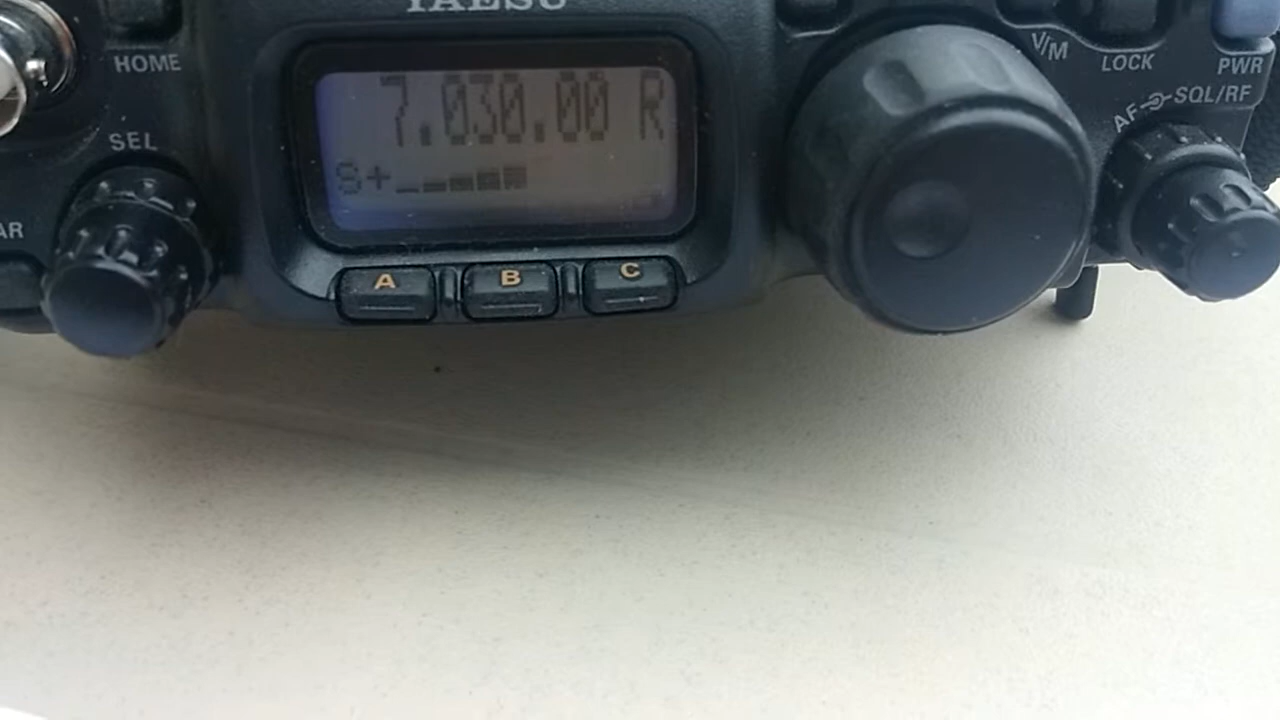 YAESU
HOME
SEL
AR
7.030.00 R
S+
A B C
V/M
LOCK
PWR
AF SQL/RF